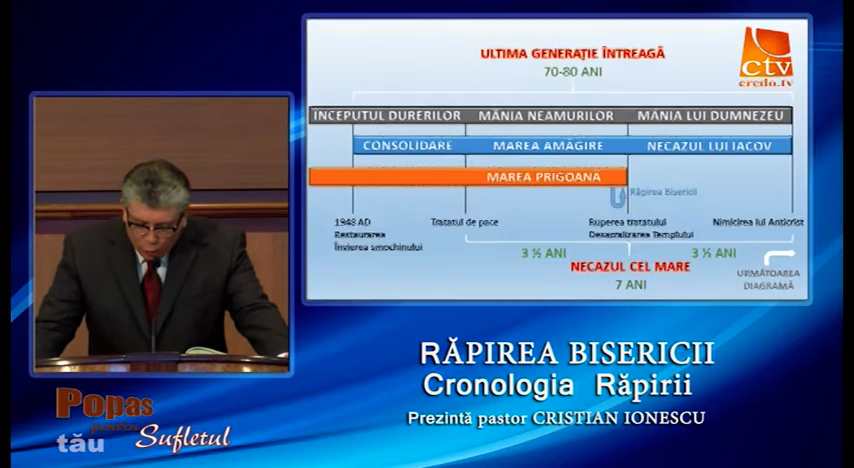 ULTIMA GENERAȚIE ÎNTREAGĂ
70-80 ANI
ctv
credo.tv
ÎNCEPUTUL DURERILOR
MÂNIA NEAMURILOR
MÂNIA LUI DUMNEZEU
CONSOLIDARE
MAREA AMĂGIRE
NECAZUL LUI IACOV
MAREA PRIGOANĂ
Răpirea Bisericii
1948 AD
Restaurarea
Învierea smochinului
Tratatul de pace
Ruperea tratatului
Desacralizarea Templului
Nimicirea lui Anticrist
3 ½ ANI
3 ½ ANI
NECAZUL CEL MARE
7 ANI
URMĂTOAREA
DIAGRAMĂ
RĂPIREA BISERICII
Cronologia Răpirii
Prezintă pastor CRISTIAN IONESCU
Popas
pentru
Sufletul
tău